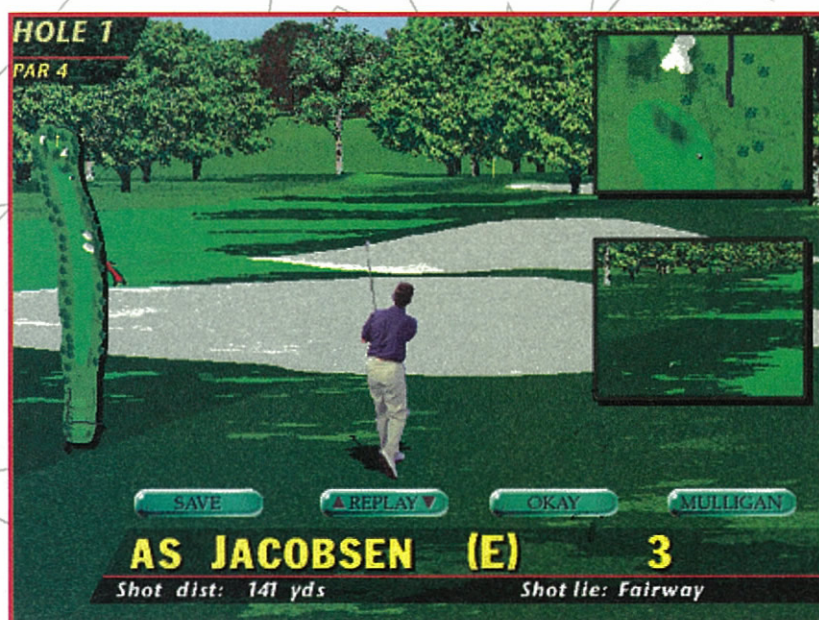 HOLE 1
PAR 4
SAVE
REPLAY
OKAY
MULLIGAN
AS JACOBSEN (E) 3
Shot dist: 141 yds
Shot lie: Fairway